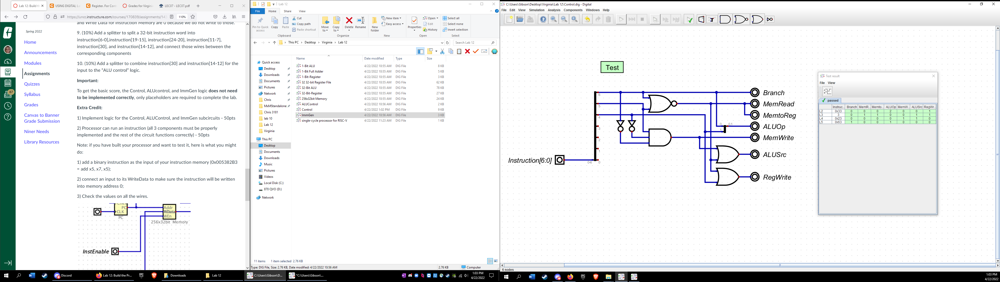 Lab 12: Build the
USING DIGITAL L
Register. For Con
Grades for Virgini
LEC07 - LEC07.pdf
https://uncc.instructure.com/courses/170839/assignments/143
110%
Spring 2022
Home
Announcements
Modules
Assignments
Quizzes
Syllabus
Grades
Canvas to Banner
Grade Submission
Niner Needs
Library Resources
87
and Write Data for Instruction Memory are 0 because we do not write to those.
9. (10%) Add a splitter to split a 32-bit instruction word into
instruction[6-0],instruction[19-15], instruction[24-20], instruction[11-7],
instruction[30], and instruction[14-12], and connect those wires between the
corresponding components
10. (10%) Add a splitter to combine instruction[30] and instruction[14-12] for the
input to the “ALU control” logic.
Important:
To get the basic score, the Control, ALUcontrol, and ImmGen logic does not need
to be implemented correctly, only placeholders are required to complete the lab.
Extra Credit:
1) Implement logic for the Control, ALUControl, and ImmGen subcircuits - 50pts
2) Processor can run an instruction (all 3 components must be properly
implemented and the rest of the circuit functions correctly) - 50pts
Note: if you have built your processor and want to test it, here is what you might
do:
1) add a binary instruction as the input of your instruction memory (0x005382B3
= add x5, x7, x5);
2) connect an input to its WriteData to make sure the instruction will be written
into memory address 0;
3) Check the values on all the wires.
PC
CLK
PC
Addr
WEn
256x32bit Memory
InstEnable
Lab 12
File
Home
Share
View
Pin to Quick access
Copy
Paste
Cut
Copy path
Paste shortcut
Clipboard
Move to
Copy to
Delete
Rename
Organize
New folder
New item
Easy access
New
Properties
Open
Edit
History
Open
Select all
Select none
Invert selection
Select
This PC
Desktop
Virginia
Lab 12
Search Lab 12
Name
Date modified
Type
Size
Quick access
Desktop
Downloads
Documents
Pictures
Network
Chris
MxMStandalone
Chris 3181
lab 10
Lab 12
Virginia
This PC
Desktop
Documents
Downloads
Music
Pictures
Videos
Local Disk (C:)
870 QVO (D:)
Network
1-Bit ALU 4/22/2022 10:55 AM DIG File 8 KB
1-Bit Full Adder 4/22/2022 10:55 AM DIG File 5 KB
1-Bit-Register 4/22/2022 10:55 AM DIG File 3 KB
32 32-bit Register File 4/22/2022 10:55 AM DIG File 62 KB
32-Bit ALU 4/22/2022 10:55 AM DIG File 78 KB
32-Bit-Register 4/22/2022 10:55 AM DIG File 27 KB
256x32bit Memory 4/22/2022 10:55 AM DIG File 24 KB
ALUControl 4/22/2022 10:56 AM DIG File 2 KB
Control 4/22/2022 1:02 PM DIG File 9 KB
ImmGen 4/22/2022 10:56 AM DIG File 3 KB
single-cycle processor for RISC-V 4/22/2022 11:23 AM DIG File 1 KB
11 items
1 item selected 2.76 KB
Type: DIG File, Size: 2.76 KB, Date modified: 4/22/2022 10:56 AM
2.76 KB
Computer
C:\Users\Gibson\Desktop\Virginia\Lab 12\Control.dig - Digital
File Edit View Simulation Analysis Components Windows Help
Test
Instruction[6:0]
0-6
6
5
4
3
2
1
0
0
1
0,1
Branch
MemRead
MemtoReg
ALUOp
MemWrite
ALUSrc
RegWrite
Test result
File View
passed
Instruc... Branch MemR... Memto... ALUOp MemW... ALUSrc RegWr...
L2 0x33 0 0 0 2 0 0 1
L3 3 0 1 1 0 0 1 1
L4 0x23 0 0 0 0 1 1 0
L5 0x63 1 0 0 1 0 0 0
6 nodes
Discord
Lab 12: Build the Pr...
EPIC
Downloads
Lab 12
C:\Users\Gibson\D...
*C:\Users\Gibson\...
1:03 PM
4/22/2022
EPIC
1:03 PM
4/22/2022